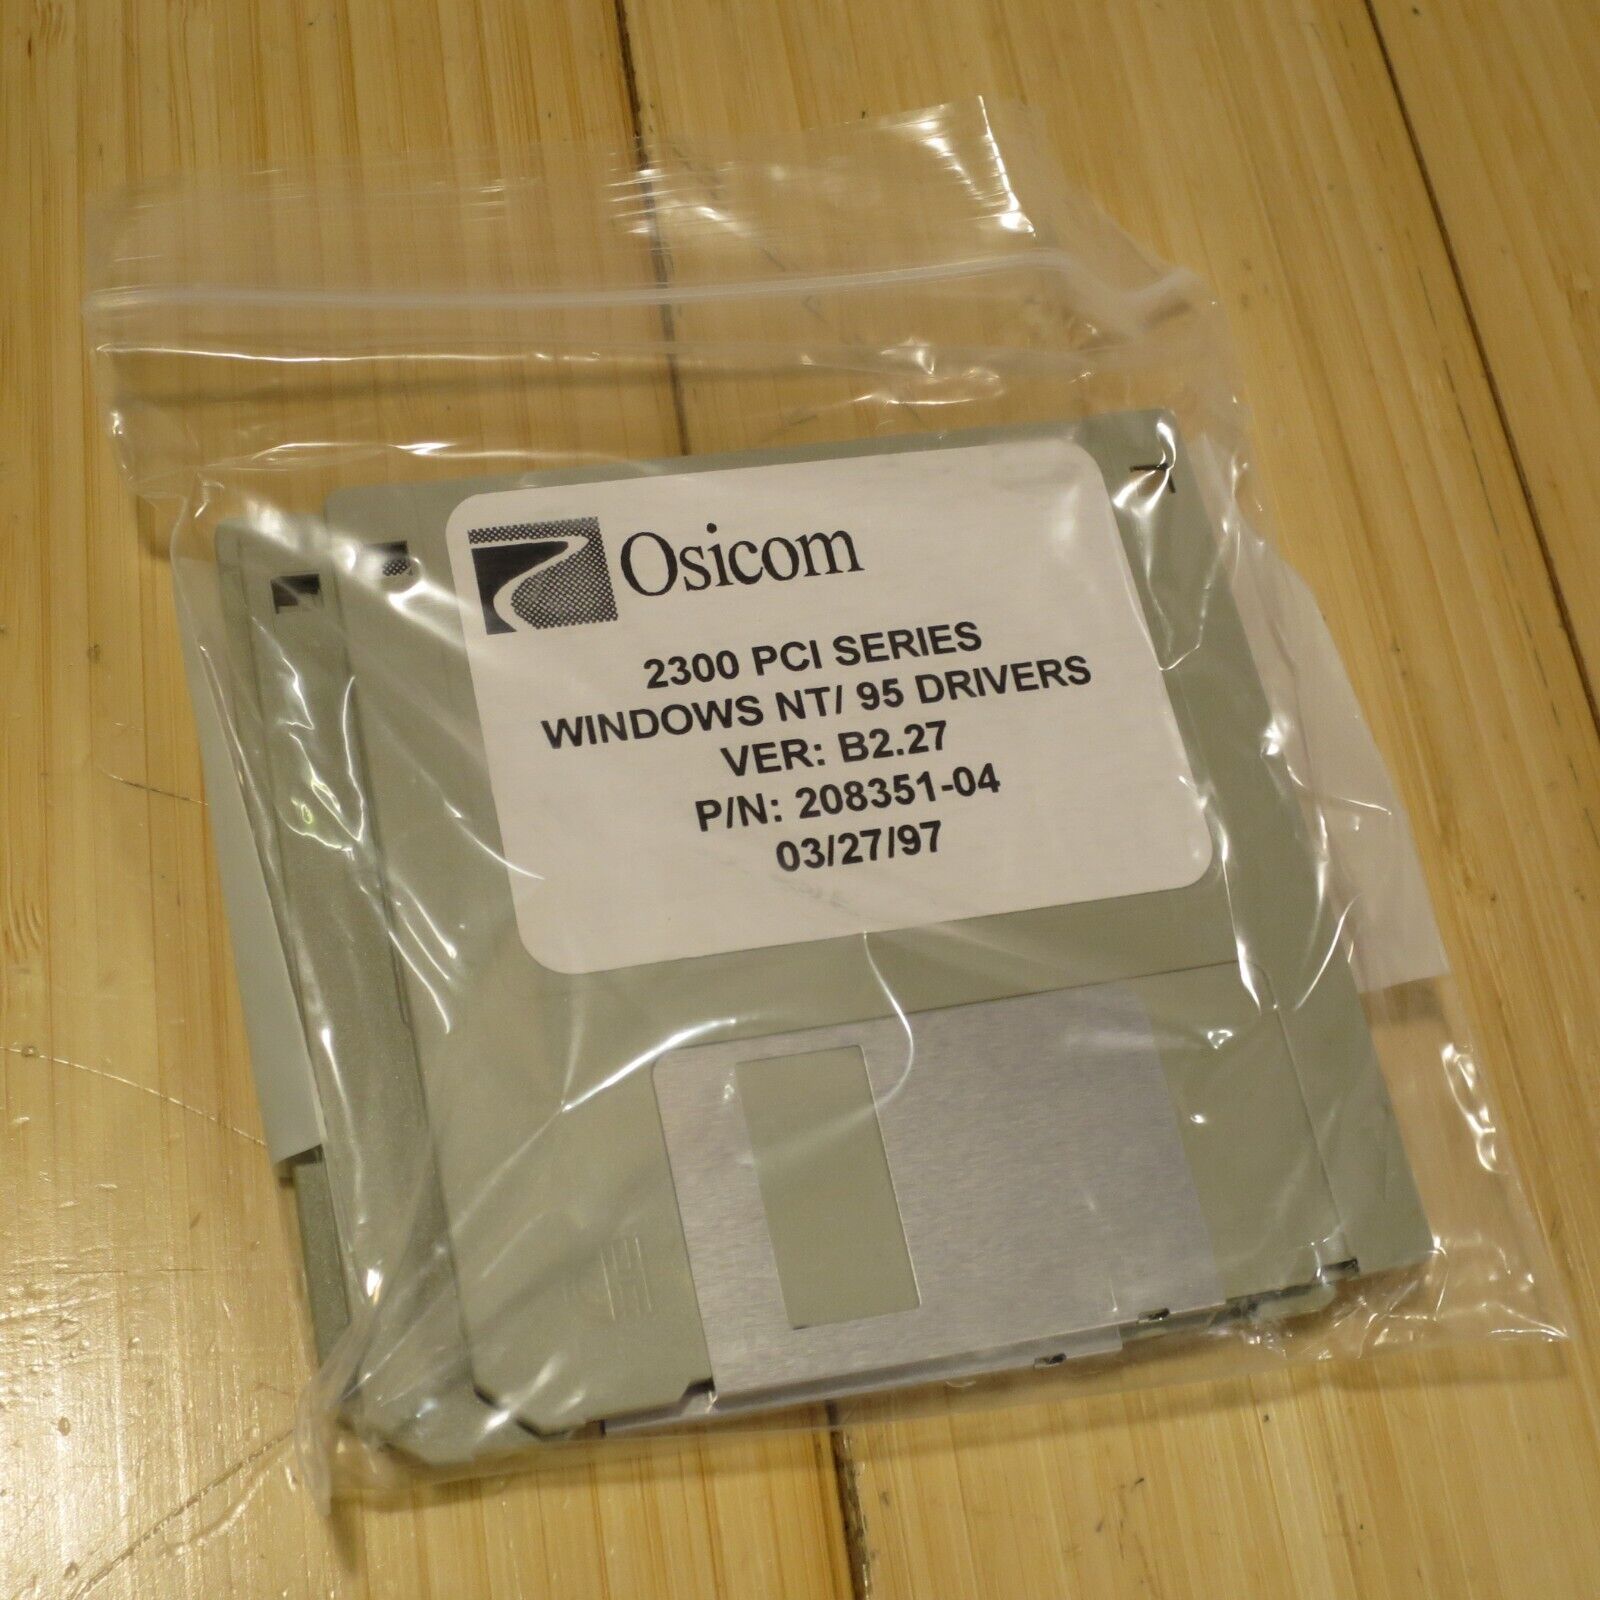 Osicom
2300 PCI SERIES
WINDOWS NT/ 95 DRIVERS
VER: B2.27
P/N: 208351-04
03/27/97